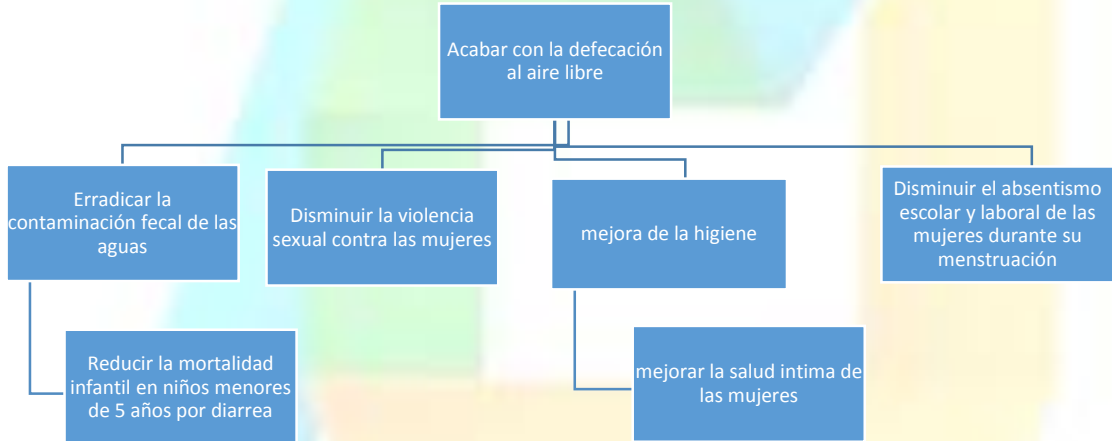 Acabar con la defecación
al aire libre
Erradicar la
contaminación fecal de las
aguas
Disminuir la violencia
sexual contra las mujeres
mejora de la higiene
Disminuir el absentismo
escolar y laboral de las
mujeres durante su
menstruación
Reducir la mortalidad
infantil en niños menores
de 5 años por diarrea
mejorar la salud intima de
las mujeres